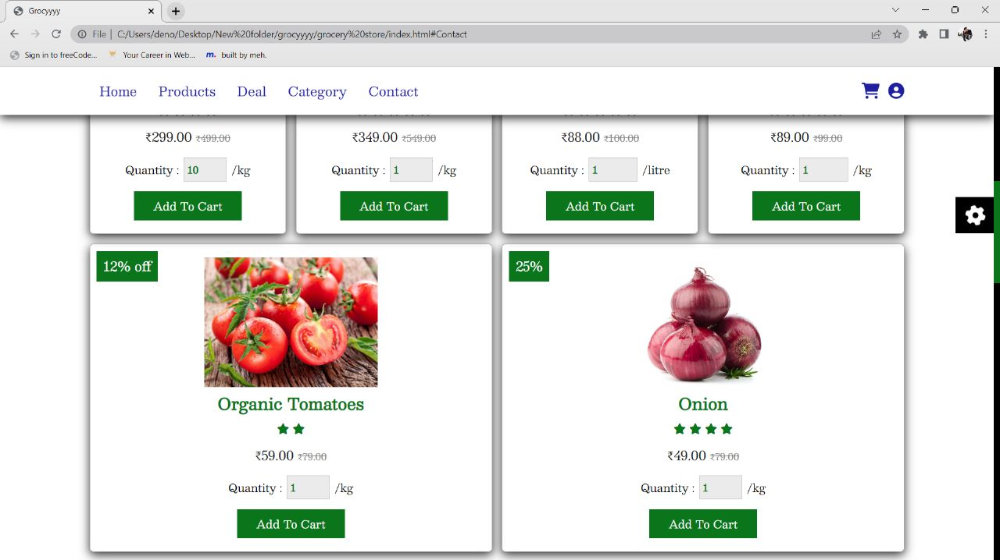 Grocyyyy
File | C:/Users/deno/Desktop/New%20folder/grocyyyy/grocery%20store/index.html#Contact
Sign in to freeCode... Your Career in Web... m. built by meh.
Home Products Deal Category Contact
₹299.00 ₹499.00 ₹349.00 ₹549.00 ₹88.00 ₹100.00 ₹89.00 ₹99.00
Quantity : 10 /kg Quantity : 1 /kg Quantity : 1 /litre Quantity : 1 /kg
Add To Cart Add To Cart Add To Cart Add To Cart
12% off 25%
Organic Tomatoes Onion
₹59.00 ₹79.00 ₹49.00 ₹79.00
Quantity : 1 /kg Quantity : 1 /kg
Add To Cart Add To Cart